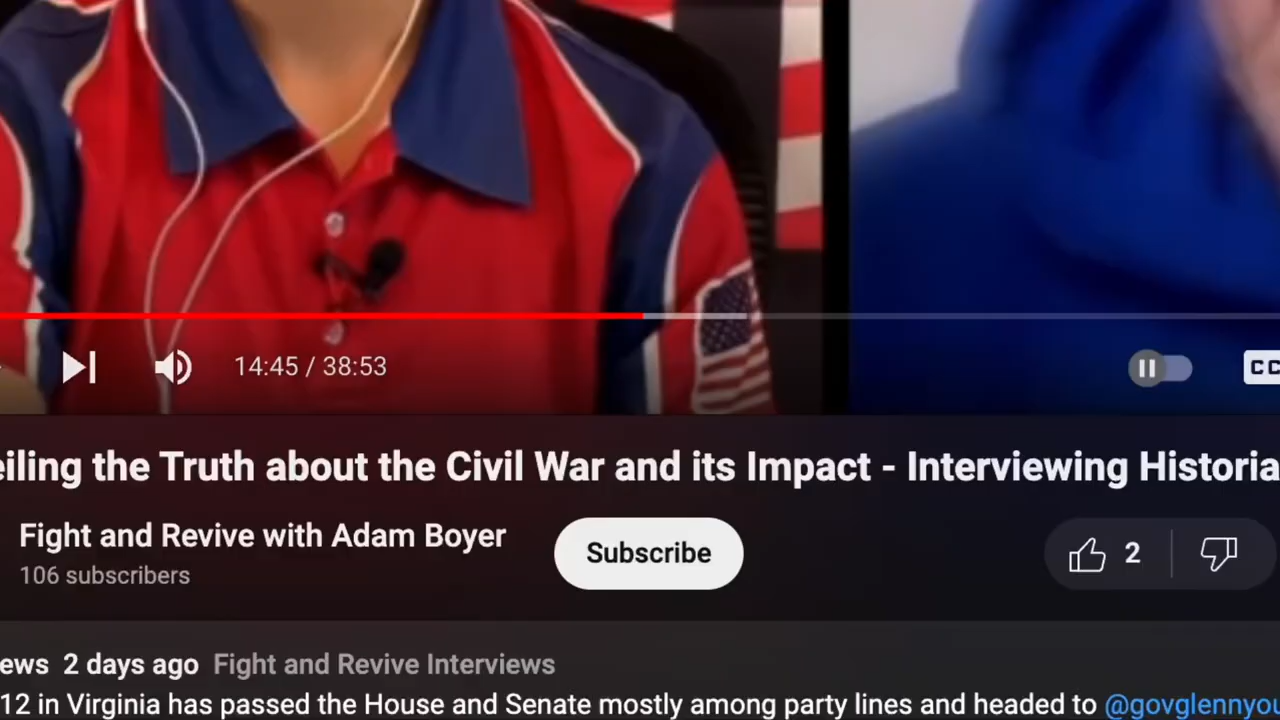 14:45 / 38:53
CC
eiling the Truth about the Civil War and its Impact - Interviewing Historia
Fight and Revive with Adam Boyer
Subscribe
2
106 subscribers
ews 2 days ago Fight and Revive Interviews
12 in Virginia has passed the House and Senate mostly among party lines and headed to @govglennyou